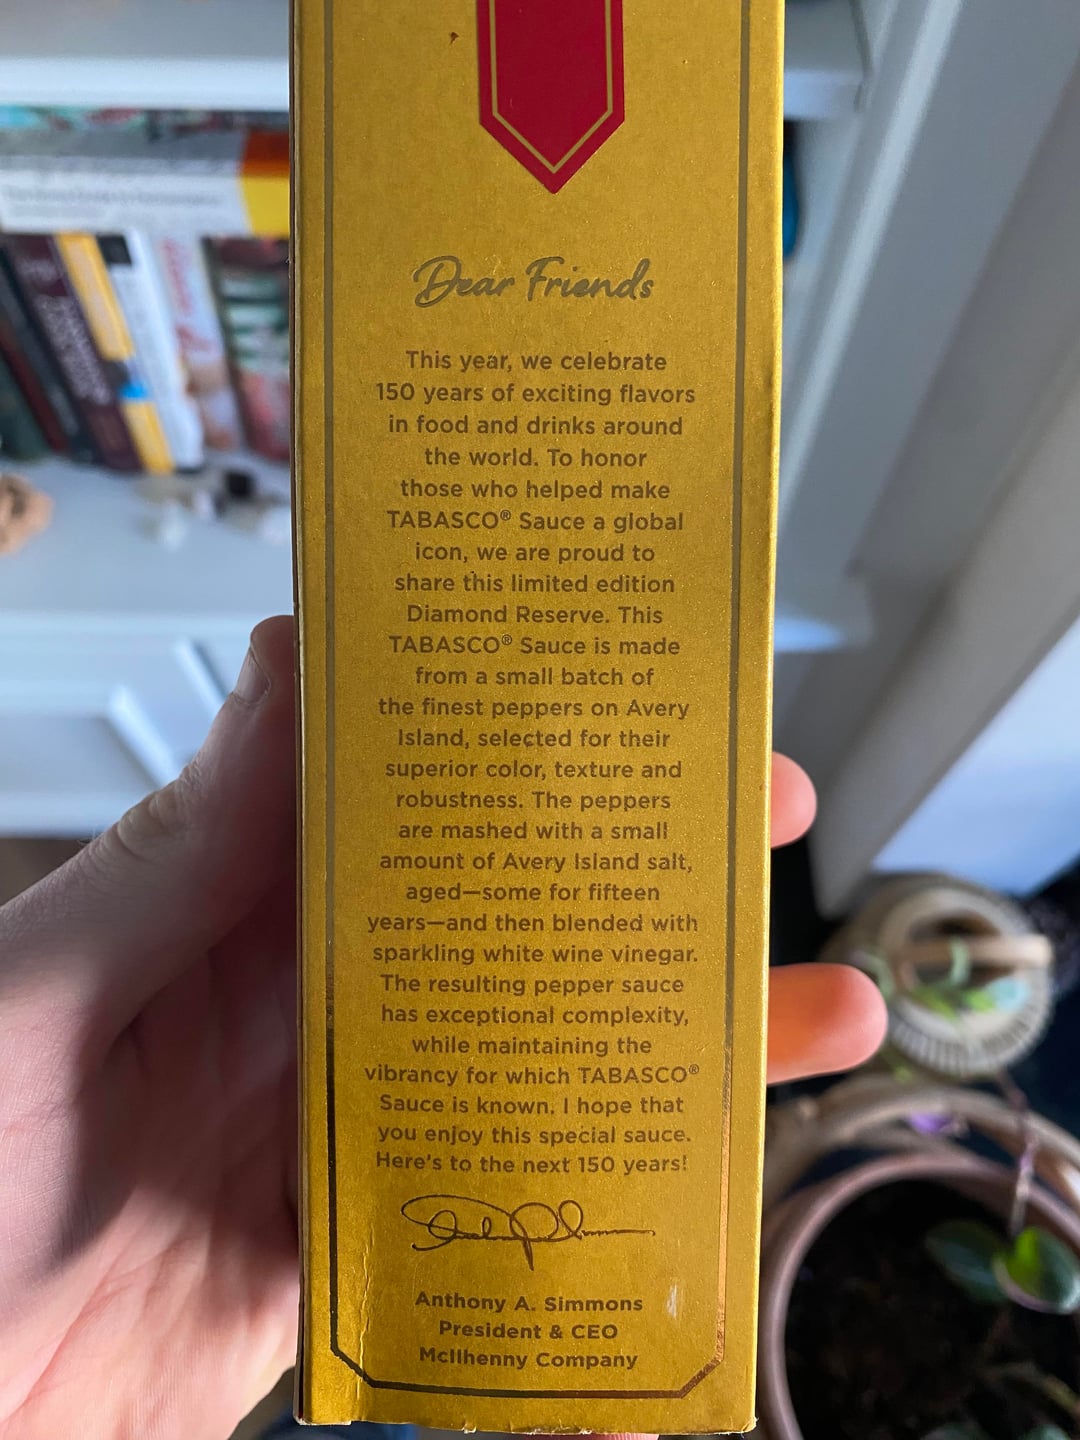 Dear Friends
This year, we celebrate
150 years of exciting flavors
in food and drinks around
the world. To honor
those who helped make
TABASCO® Sauce a global
icon, we are proud to
share this limited edition
Diamond Reserve. This
TABASCO® Sauce is made
from a small batch of
the finest peppers on Avery
Island, selected for their
superior color, texture and
robustness. The peppers
are mashed with a small
amount of Avery Island salt,
aged—some for fifteen
years—and then blended with
sparkling white wine vinegar.
The resulting pepper sauce
has exceptional complexity,
while maintaining the
vibrancy for which TABASCO®
Sauce is known. I hope that
you enjoy this special sauce.
Here's to the next 150 years!
Anthony A. Simmons
President & CEO
McIlhenny Company